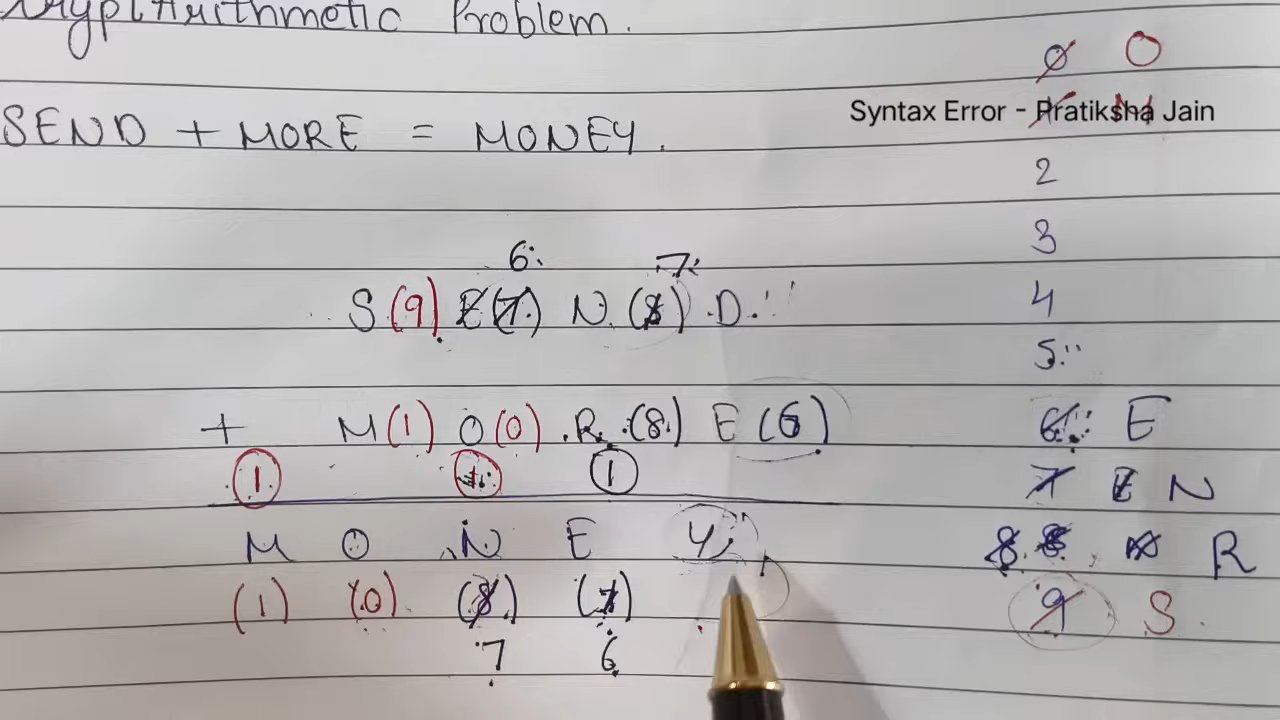 CryptArithmetic Problem.
0 O
Syntax Error - Pratiksha Jain
1 M
SEND + MORE = MONEY.
2
3
6 7
4
S (9) E (7) N (8) D
5
+ M (1) O (0) R (8) E (6)
6 E
1 1 1
7 E N
M O N E Y
8 8 N R
(1) (0) (8) (7)
9 S
7 6